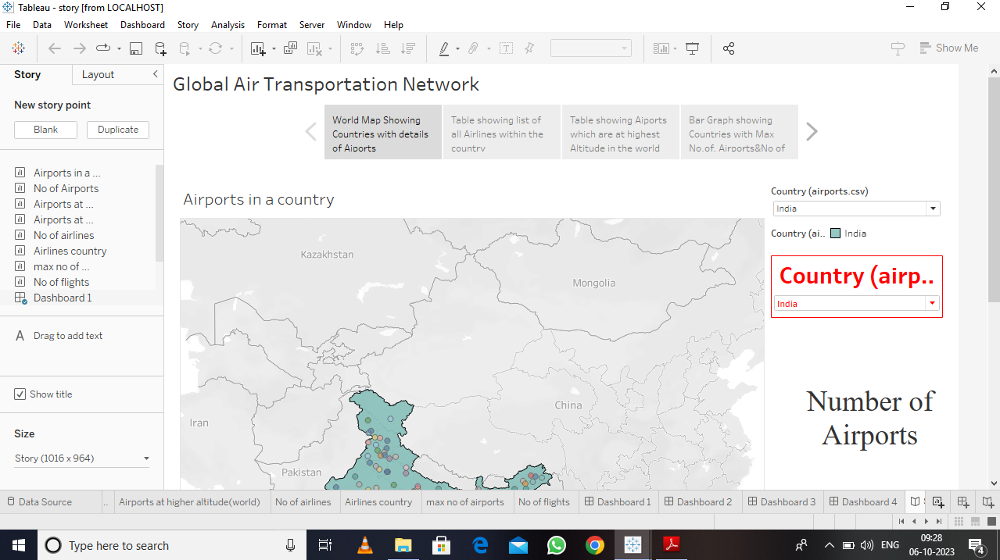 Tableau - story [from LOCALHOST]
File Data Worksheet Dashboard Story Analysis Format Server Window Help
Show Me
Story Layout
New story point
Blank Duplicate
Airports in a ...
No of Airports
Airports at ...
Airports at ...
No of airlines
Airlines country
max no of ...
No of flights
Dashboard 1
A Drag to add text
Show title
Size
Story (1016 x 964)
Global Air Transportation Network
World Map Showing
Countries with details
of Aiports
Table showing list of
all Airlines within the
country
Table showing Aiports
which are at highest
Altitude in the world
Bar Graph showing
Countries with Max
No.of. Airports&No of
Airports in a country
Kazakhstan
Mongolia
China
Iran
Pakistan
Country (airports.csv)
India
Country (ai.. India
Country (airp..
India
Number of
Airports
Data Source .. Airports at higher altitude(world) No of airlines Airlines country max no of airports No of flights Dashboard 1 Dashboard 2 Dashboard 3 Dashboard 4
Type here to search
ENG
09:28
06-10-2023
4